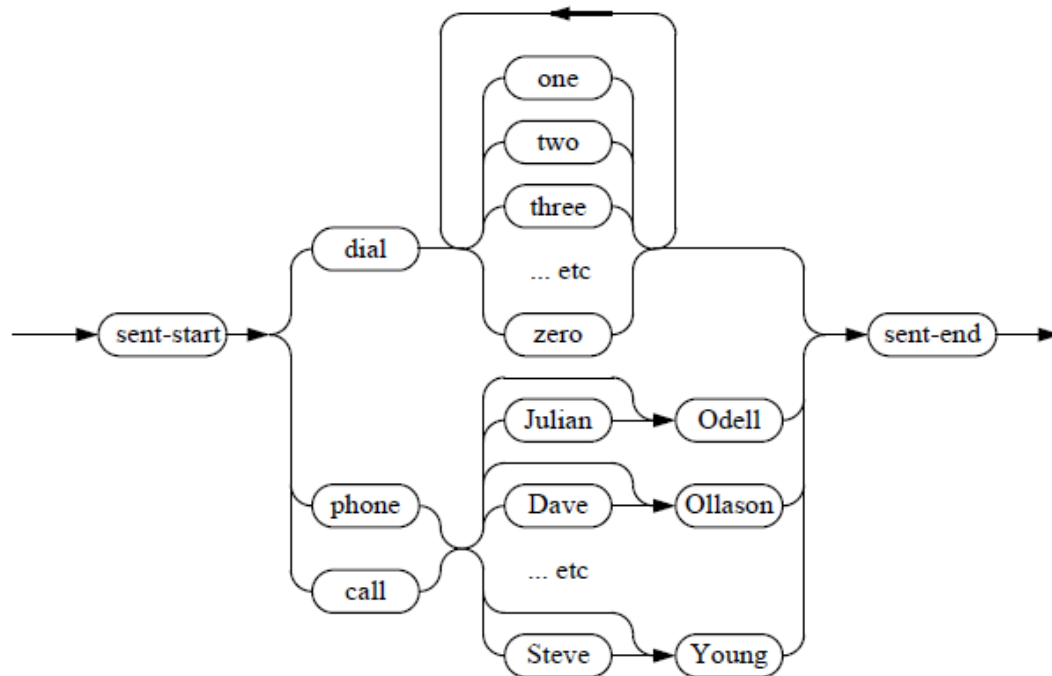 one
two
three
dial
... etc
sent-start
zero
sent-end
Julian
Odell
phone
Dave
Ollason
... etc
call
Steve
Young